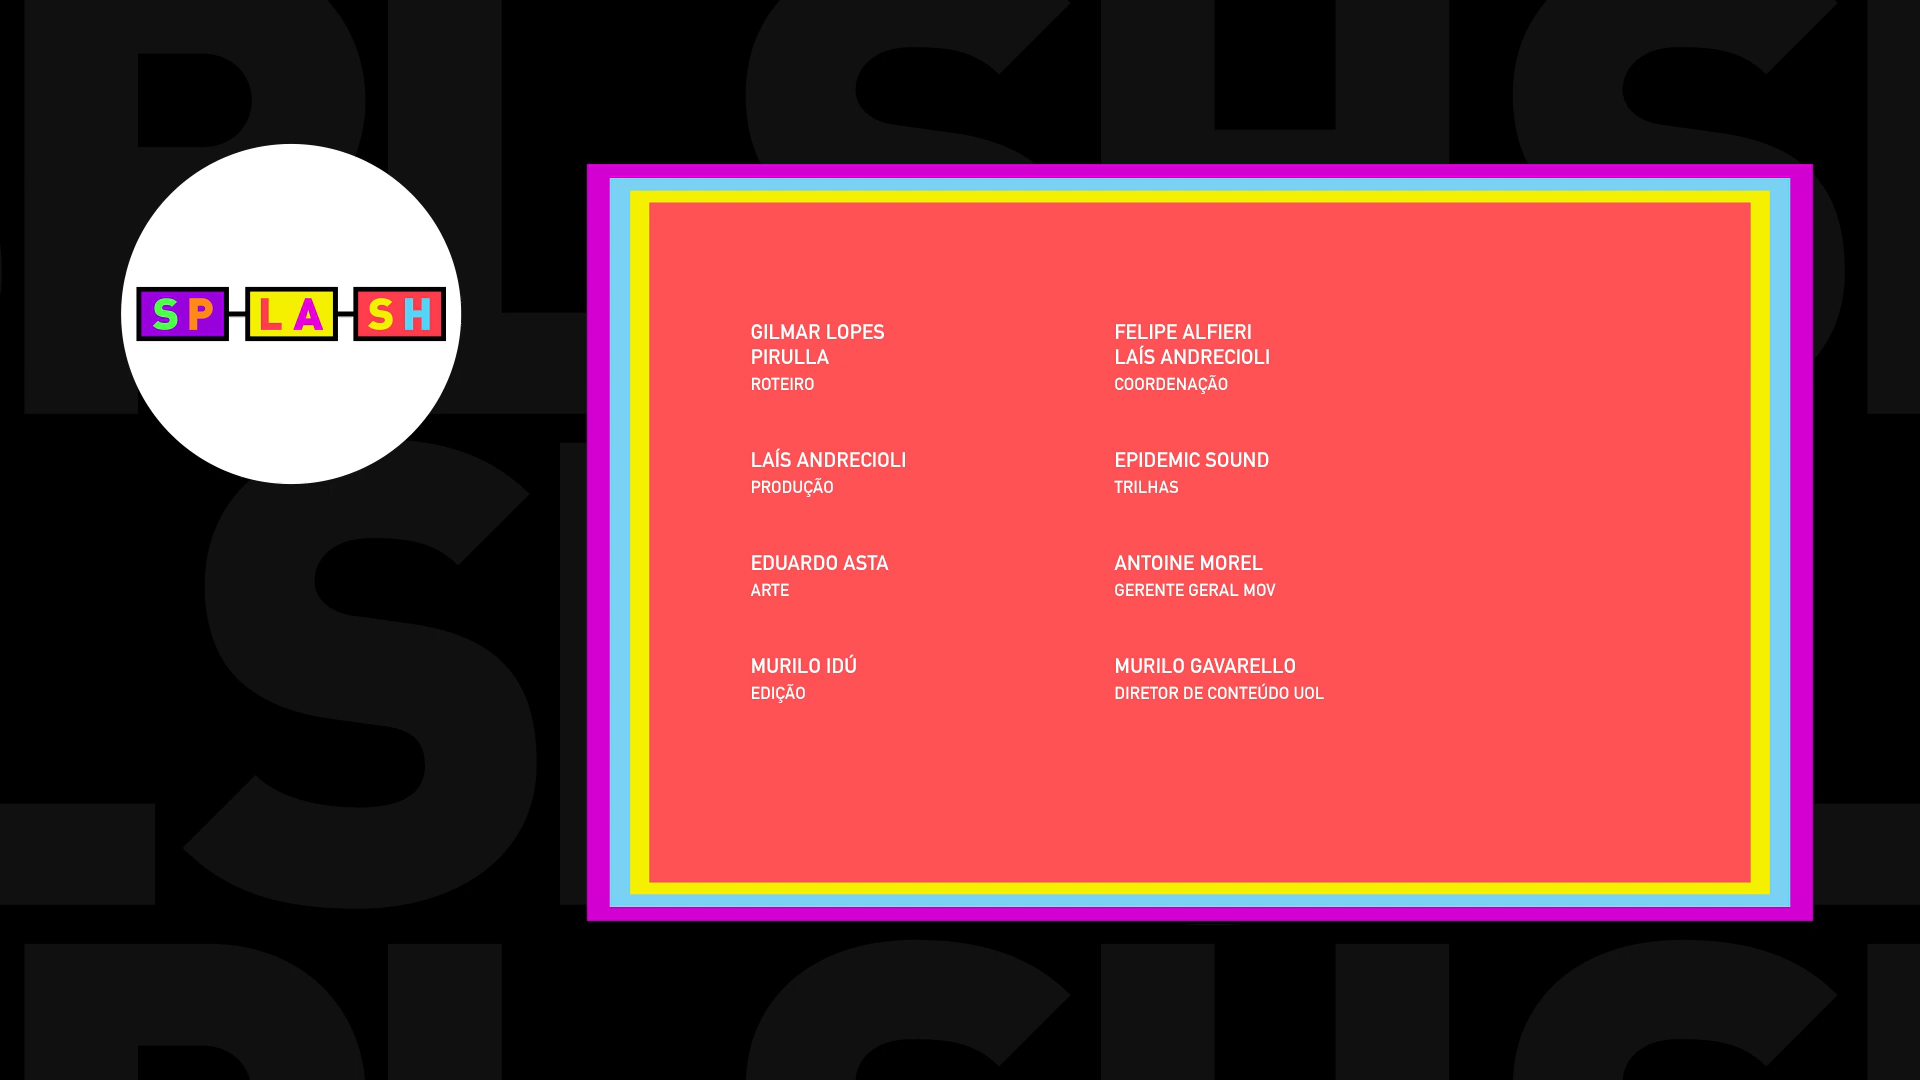 SPLASH
GILMAR LOPES
PIRULLA
ROTEIRO
LAÍS ANDRECIOLI
PRODUÇÃO
EDUARDO ASTA
ARTE
MURILO IDÚ
EDIÇÃO
FELIPE ALFIERI
LAÍS ANDRECIOLI
COORDENAÇÃO
EPIDEMIC SOUND
TRILHAS
ANTOINE MOREL
GERENTE GERAL MOV
MURILO GAVARELLO
DIRETOR DE CONTEÚDO UOL